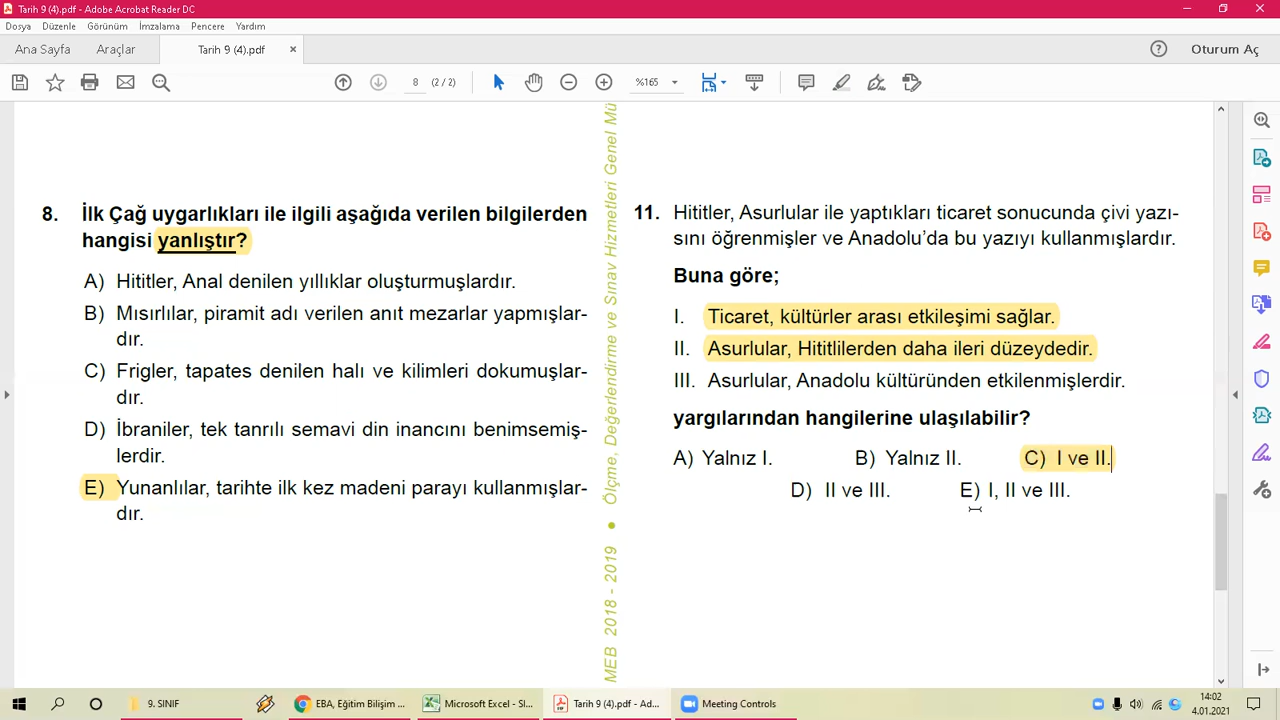 Tarih 9 (4).pdf - Adobe Acrobat Reader DC
Dosya Düzenle Görünüm İmzalama Pencere Yardım
Ana Sayfa Araçlar Tarih 9 (4).pdf × ? Oturum Aç
8 (2 / 2) %165
8. İlk Çağ uygarlıkları ile ilgili aşağıda verilen bilgilerden
hangisi yanlıştır?
A) Hititler, Anal denilen yıllıklar oluşturmuşlardır.
B) Mısırlılar, piramit adı verilen anıt mezarlar yapmışlar-
dır.
C) Frigler, tapates denilen halı ve kilimleri dokumuşlar-
dır.
D) İbraniler, tek tanrılı semavi din inancını benimsemiş-
lerdir.
E) Yunanlılar, tarihte ilk kez madeni parayı kullanmışlar-
dır.
MEB 2018 - 2019 ● Ölçme, Değerlendirme ve Sınav Hizmetleri Genel Mü
11. Hititler, Asurlular ile yaptıkları ticaret sonucunda çivi yazı-
sını öğrenmişler ve Anadolu’da bu yazıyı kullanmışlardır.
Buna göre;
I. Ticaret, kültürler arası etkileşimi sağlar.
II. Asurlular, Hititlilerden daha ileri düzeydedir.
III. Asurlular, Anadolu kültüründen etkilenmişlerdir.
yargılarından hangilerine ulaşılabilir?
A) Yalnız I. B) Yalnız II. C) I ve II.
D) II ve III. E) I, II ve III.
9. SINIF EBA, Eğitim Bilişim ... Microsoft Excel - SL... Tarih 9 (4).pdf - Ad... Meeting Controls 14:02
4.01.2021